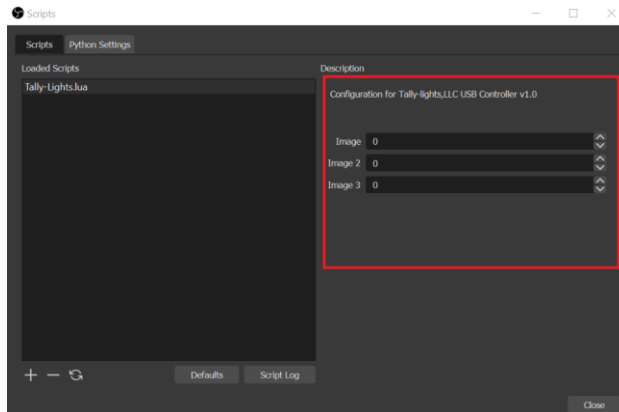 Scripts
Scripts Python Settings
Loaded Scripts
Tally-Lights.lua
Description
Configuration for Tally-lights,LLC USB Controller v1.0
Image 0
Image 2 0
Image 3 0
Defaults Script Log
Close